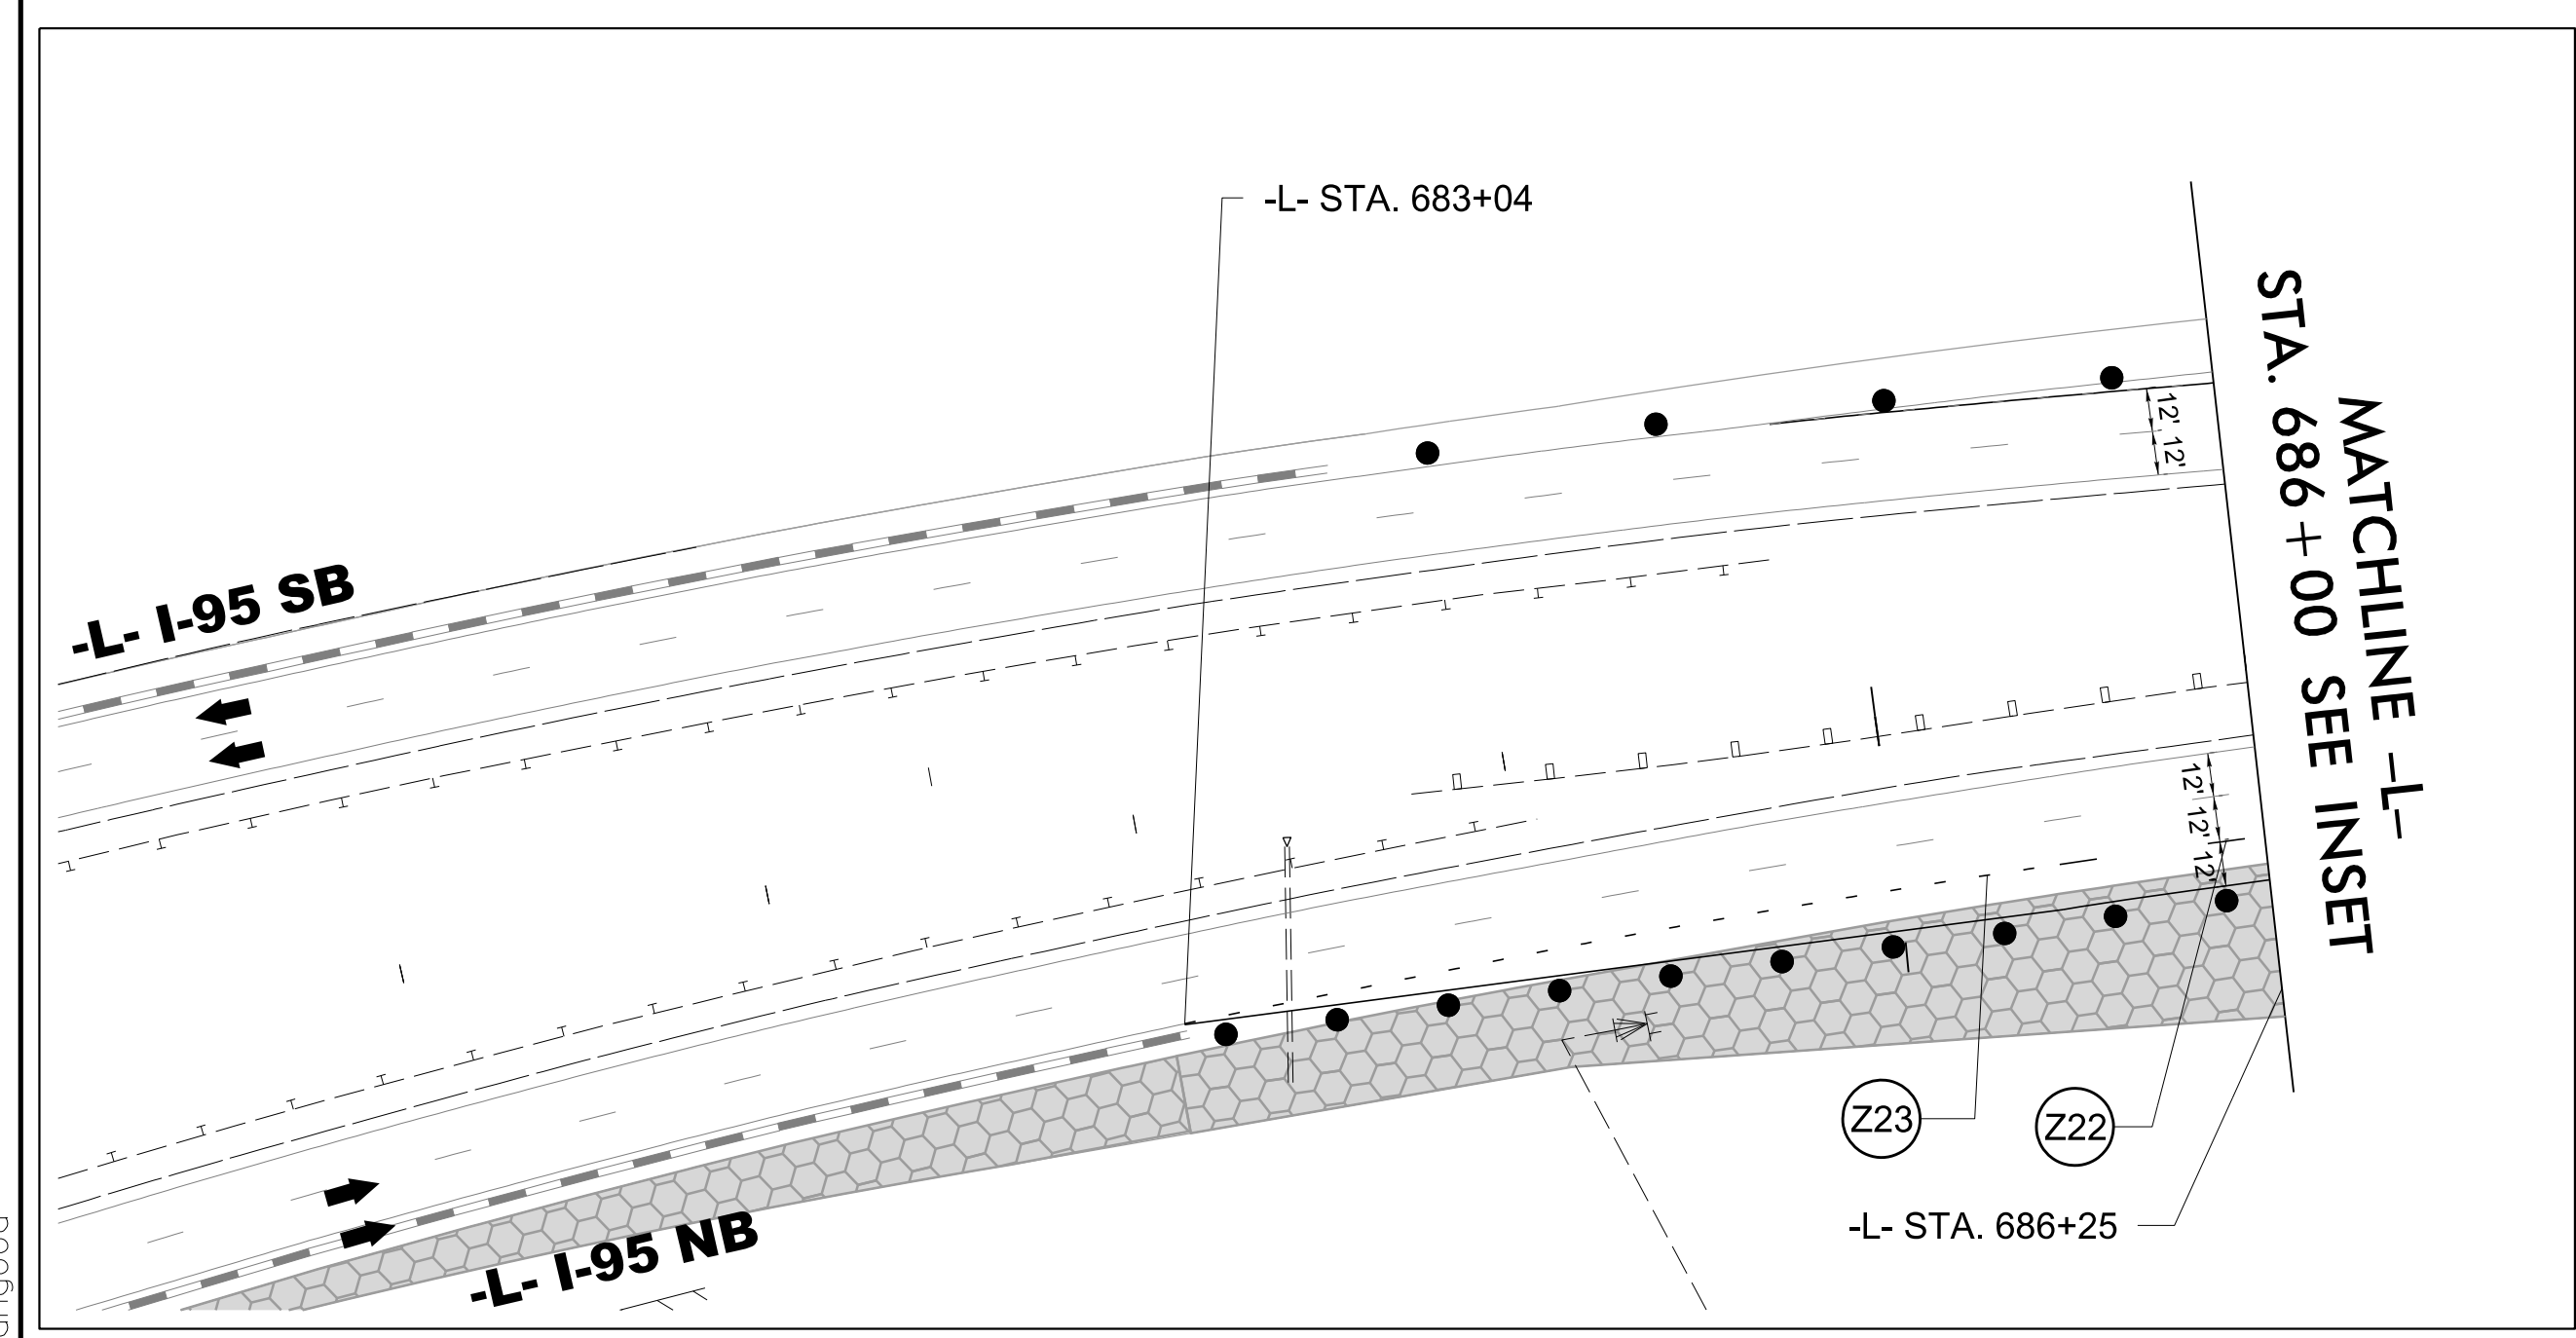 -L- STA. 683+04
MATCHLINE -L-
STA. 686+00 SEE INSET
12'
12'
-L- I-95 SB
12'
12'
12'
Z23
Z22
-L- I-95 NB
-L- STA. 686+25